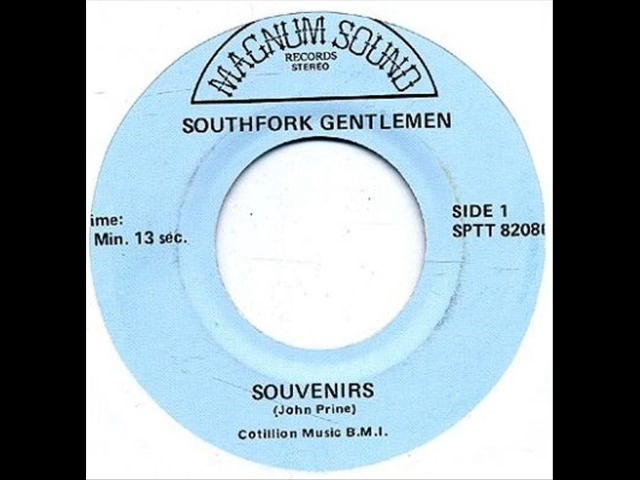 MAGNUM SOUND
RECORDS
STEREO
SOUTHFORK GENTLEMEN
ime:
Min. 13 sec.
SIDE 1
SPTT 8208
SOUVENIRS
(John Prine)
Cotillion Music B.M.I.